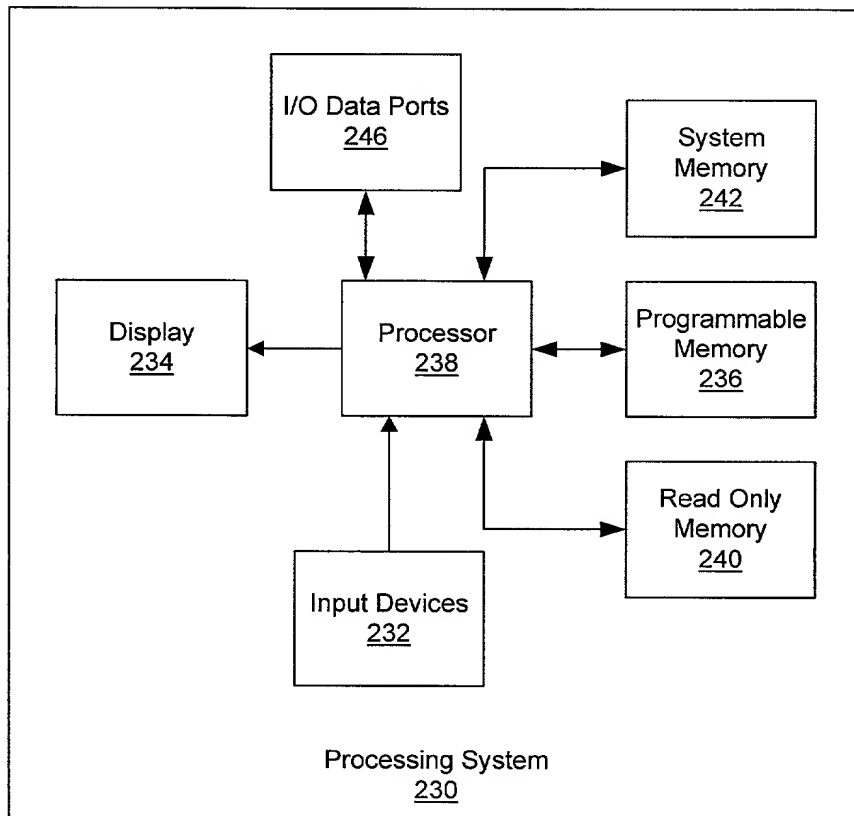 I/O Data Ports
246
System
Memory
242
Display
234
Processor
238
Programmable
Memory
236
Read Only
Memory
240
Input Devices
232
Processing System
230